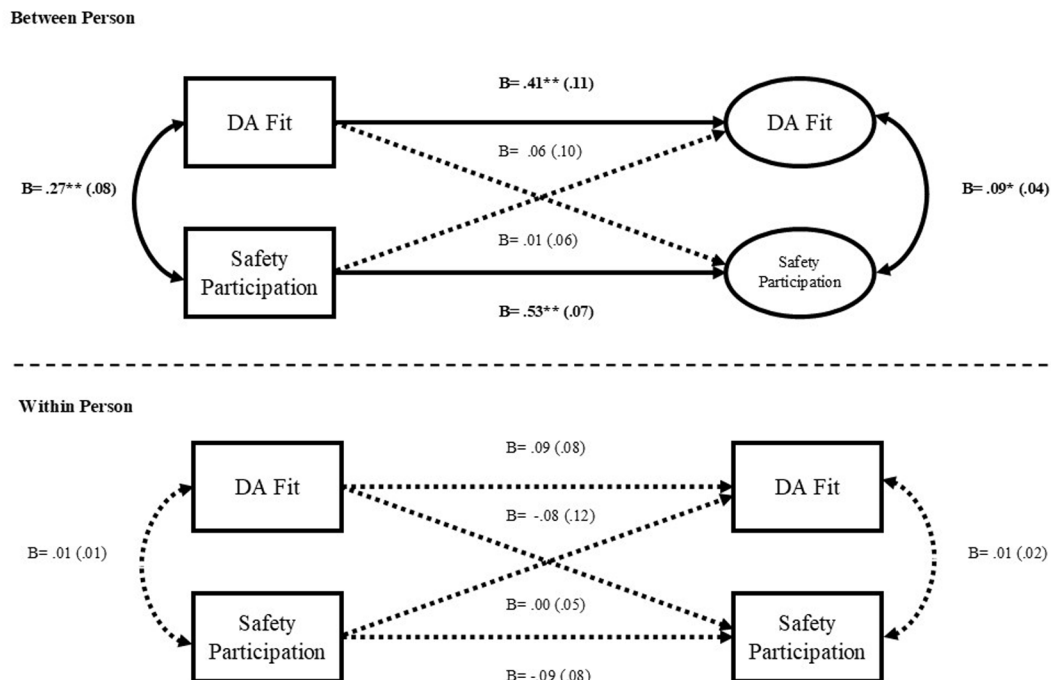 Between Person
B= .41** (.11)
DA Fit
DA Fit
B= .06 (.10)
B= .27** (.08)
B= .09* (.04)
B= .01 (.06)
Safety
Participation
Safety
Participation
B= .53** (.07)
Within Person
B= .09 (.08)
DA Fit
DA Fit
B= -.08 (.12)
B= .01 (.01)
B= .01 (.02)
B= .00 (.05)
Safety
Participation
Safety
Participation
B= -.09 (.08)